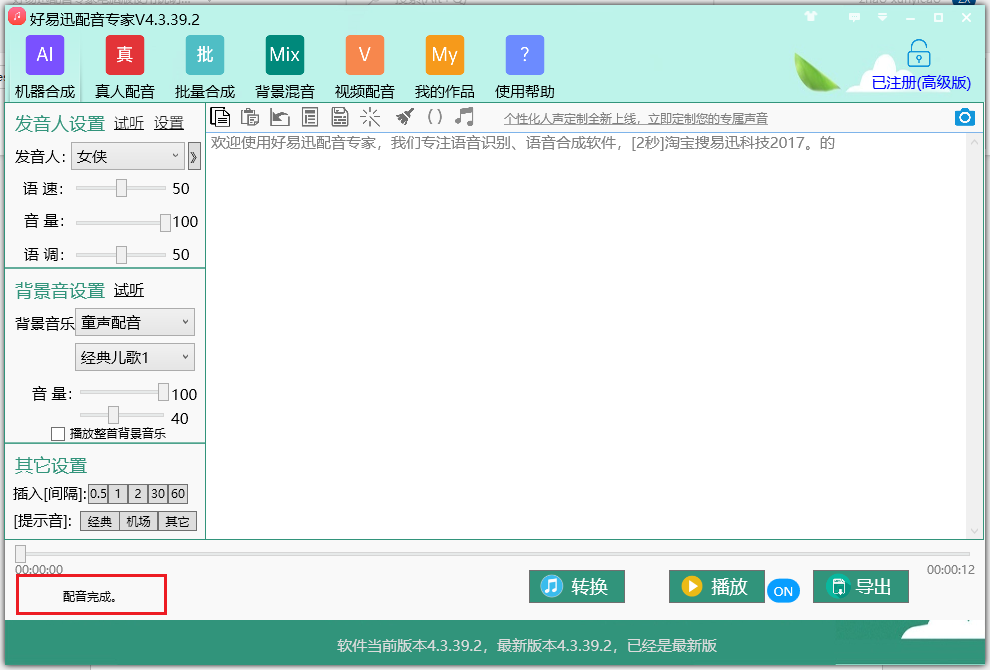 好易迅配音专家V4.3.39.2
AI 真 批 Mix V My ?
机器合成 真人配音 批量合成 背景混音 视频配音 我的作品 使用帮助
已注册(高级版)
发音人设置 试听 设置
个性化人声定制全新上线，立即定制您的专属声音
欢迎使用好易迅配音专家，我们专注语音识别、语音合成软件，[2秒]淘宝搜易迅科技2017。的
发音人: 女侠
语 速: 50
音 量: 100
语 调: 50
背景音设置 试听
背景音乐 童声配音
经典儿歌1
音 量: 100
40
播放整首背景音乐
其它设置
插入[间隔]: 0.5 1 2 30 60
[提示音]: 经典 机场 其它
00:00:00 00:00:12
配音完成。
转换 播放 ON 导出
软件当前版本4.3.39.2，最新版本4.3.39.2，已经是最新版